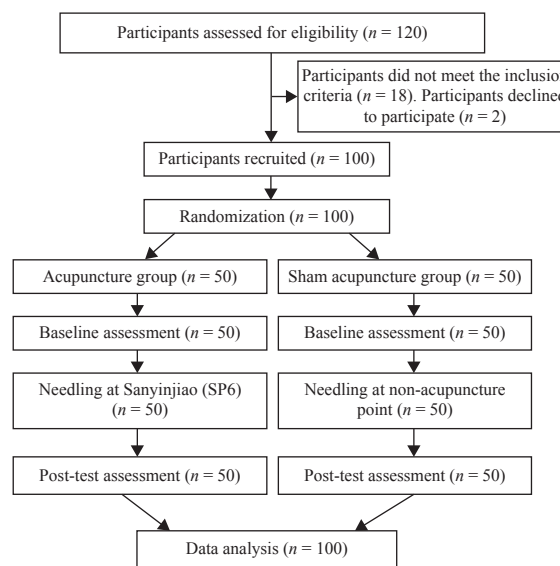 Participants assessed for eligibility (n = 120)
Participants did not meet the inclusion
criteria (n = 18). Participants declined
to participate (n = 2)
Participants recruited (n = 100)
Randomization (n = 100)
Acupuncture group (n = 50)
Sham acupuncture group (n = 50)
Baseline assessment (n = 50)
Baseline assessment (n = 50)
Needling at Sanyinjiao (SP6)
(n = 50)
Needling at non-acupuncture
point (n = 50)
Post-test assessment (n = 50)
Post-test assessment (n = 50)
Data analysis (n = 100)